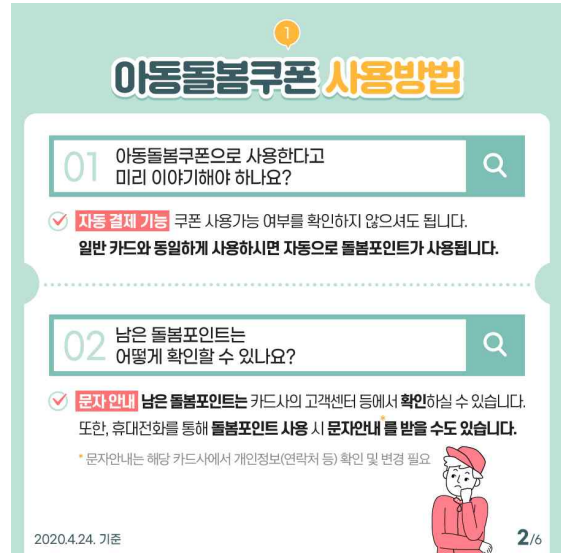 1
아동돌봄쿠폰 사용방법
01 아동돌봄쿠폰으로 사용한다고
미리 이야기해야 하나요?
자동 결제 기능 쿠폰 사용가능 여부를 확인하지 않으셔도 됩니다.
일반 카드와 동일하게 사용하시면 자동으로 돌봄포인트가 사용됩니다.
02 남은 돌봄포인트는
어떻게 확인할 수 있나요?
문자 안내 남은 돌봄포인트는 카드사의 고객센터 등에서 확인하실 수 있습니다.
또한, 휴대전화를 통해 돌봄포인트 사용 시 문자안내*를 받을 수도 있습니다.
* 문자안내는 해당 카드사에서 개인정보(연락처 등) 확인 및 변경 필요
2020.4.24. 기준
2/6